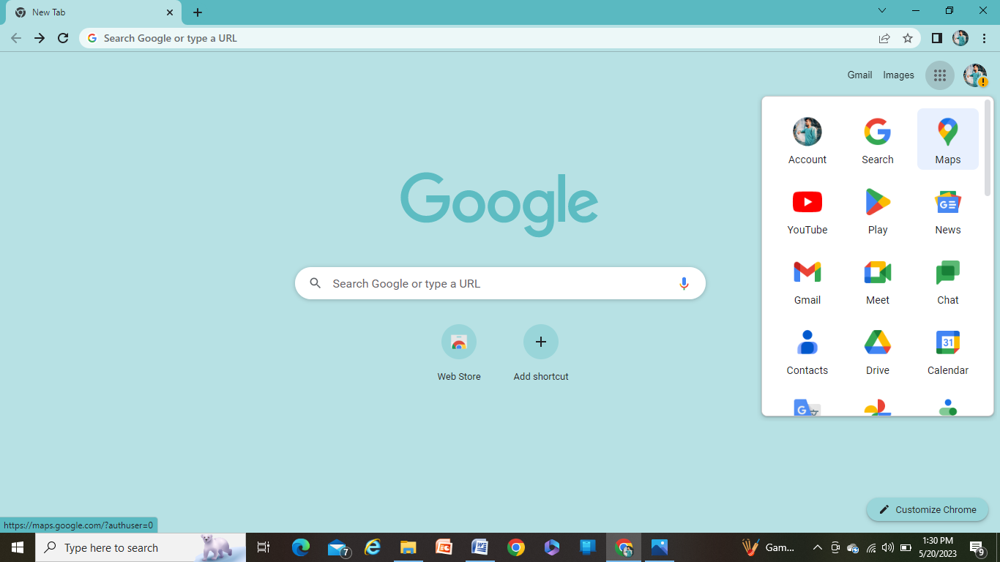 New Tab
Search Google or type a URL
Gmail Images
Account Search Maps
Google
YouTube Play News
Search Google or type a URL
Gmail Meet Chat
Contacts Drive Calendar
31
Web Store Add shortcut
Customize Chrome
https://maps.google.com/?authuser=0
Type here to search
7
Gam...
1:30 PM
5/20/2023
9